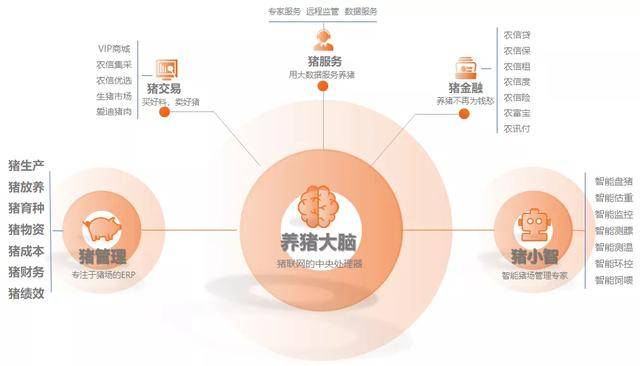 专家服务 远程监管 数据服务
猪服务
用大数据服务养猪
VIP商城
农信集采
农信优选
生猪市场
爱迪猪肉
猪交易
买好料，卖好猪
猪金融
养猪不再为钱愁
农信贷
农信保
农信租
农信度
农信险
农富宝
农讯付
猪生产
猪放养
猪育种
猪物资
猪成本
猪财务
猪绩效
猪管理
专注于猪场的ERP
养猪大脑
猪联网的中央处理器
猪小智
智能猪场管理专家
智能盘猪
智能估重
智能监控
智能测膘
智能测温
智能环控
智能饲喂